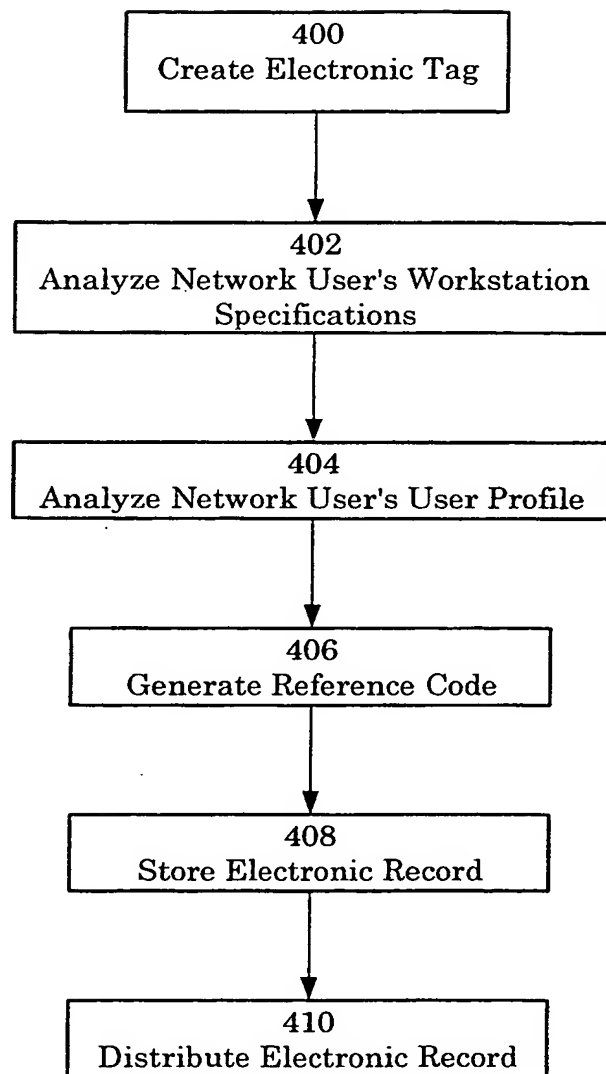 400
Create Electronic Tag
402
Analyze Network User's Workstation
Specifications
404
Analyze Network User's User Profile
406
Generate Reference Code
408
Store Electronic Record
410
Distribute Electronic Record